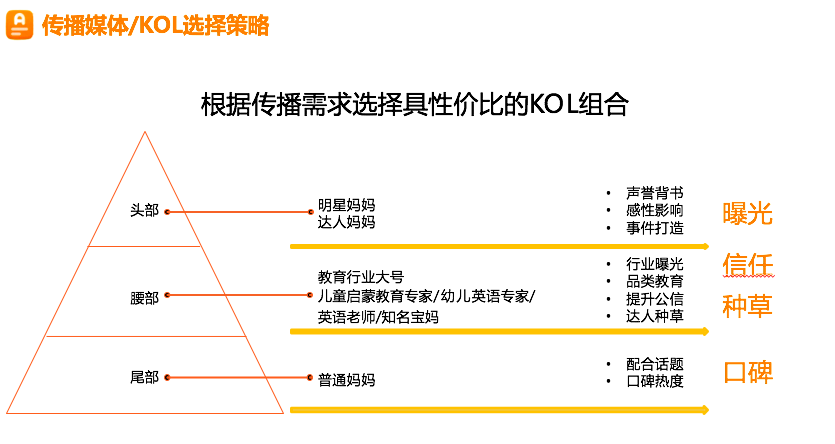 传播媒体/KOL选择策略
根据传播需求选择具性价比的KOL组合
头部
明星妈妈
达人妈妈
• 声誉背书
• 感性影响
• 事件打造
曝光
腰部
教育行业大号
儿童启蒙教育专家/幼儿英语专家/
英语老师/知名宝妈
• 行业曝光
• 品类教育
• 提升公信
• 达人种草
信任
种草
尾部
普通妈妈
• 配合话题
• 口碑热度
口碑